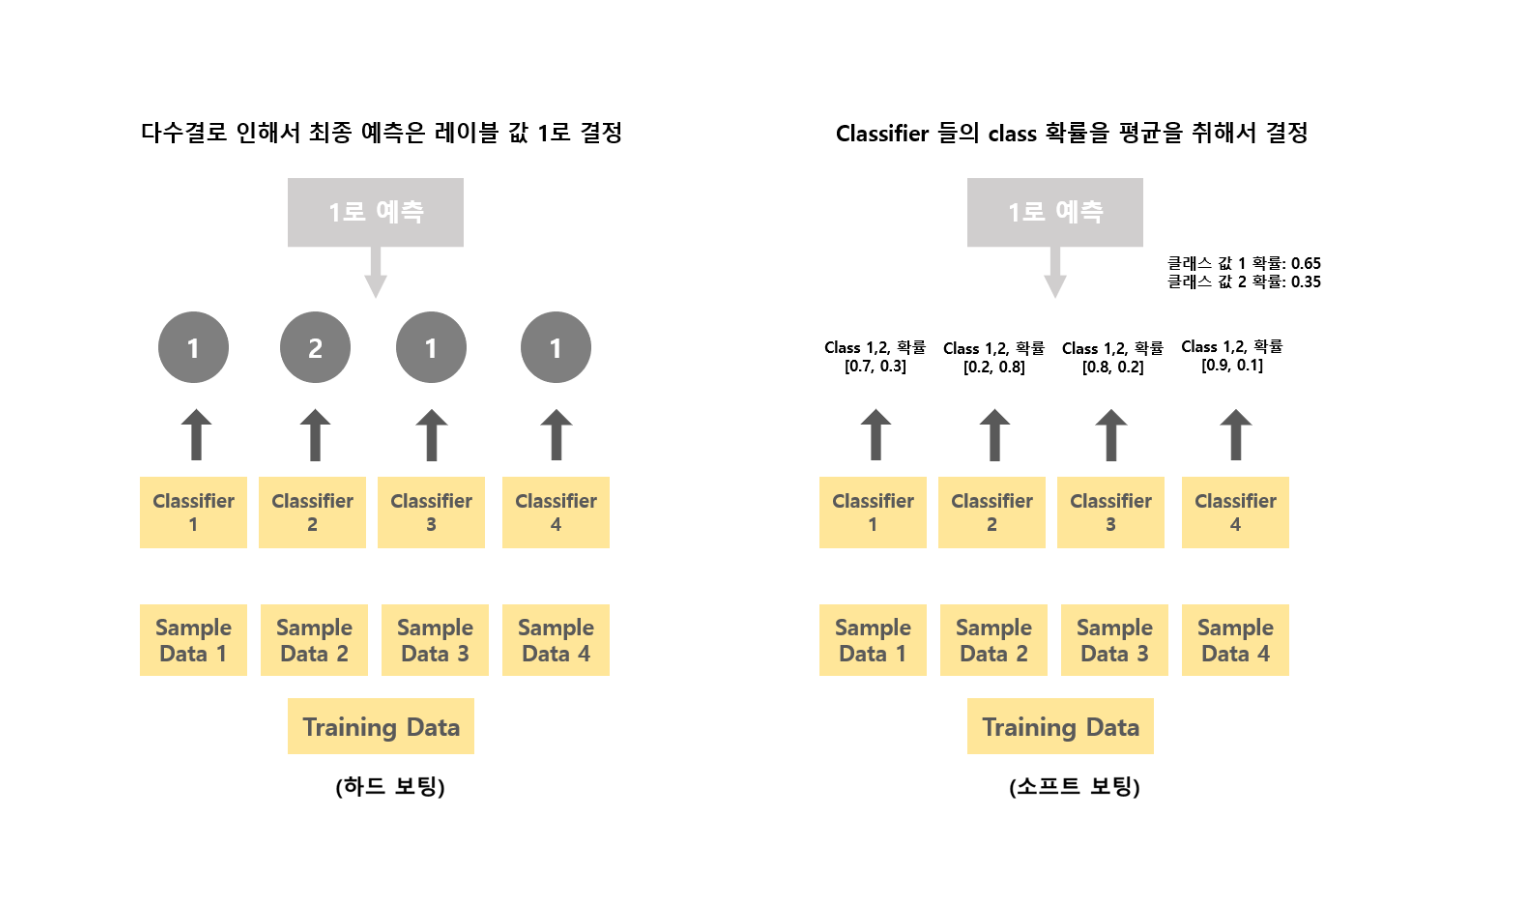 다수결로 인해서 최종 예측은 레이블 값 1로 결정
1로 예측
1
2
1
1
Classifier
1
Classifier
2
Classifier
3
Classifier
4
Sample
Data 1
Sample
Data 2
Sample
Data 3
Sample
Data 4
Training Data
(하드 보팅)
Classifier 들의 class 확률을 평균을 취해서 결정
1로 예측
클래스 값 1 확률: 0.65
클래스 값 2 확률: 0.35
Class 1,2, 확률
[0.7, 0.3]
Class 1,2, 확률
[0.2, 0.8]
Class 1,2, 확률
[0.8, 0.2]
Class 1,2, 확률
[0.9, 0.1]
Classifier
1
Classifier
2
Classifier
3
Classifier
4
Sample
Data 1
Sample
Data 2
Sample
Data 3
Sample
Data 4
Training Data
(소프트 보팅)